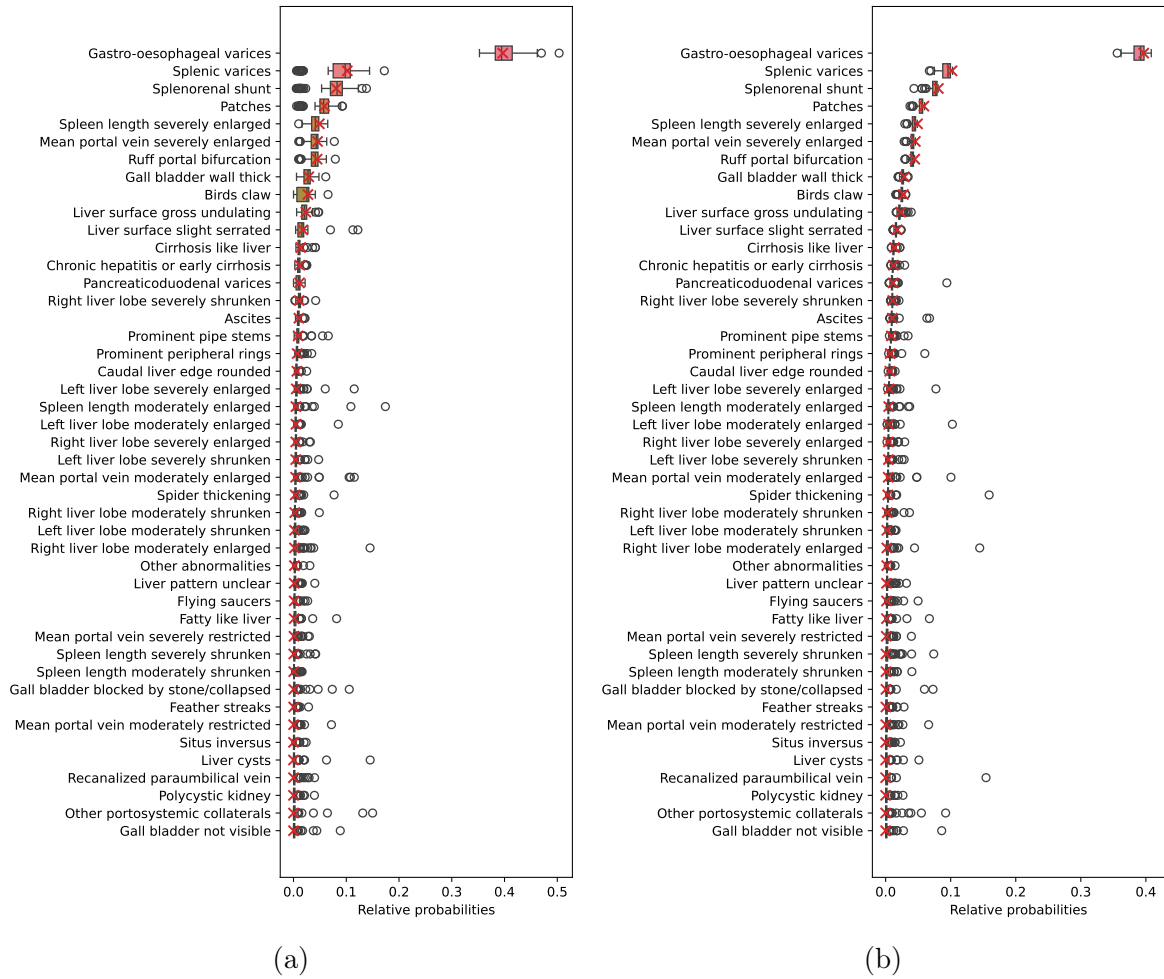 Gastro-oesophageal varices
Splenic varices
Splenorenal shunt
Patches
Spleen length severely enlarged
Mean portal vein severely enlarged
Ruff portal bifurcation
Gall bladder wall thick
Birds claw
Liver surface gross undulating
Liver surface slight serrated
Cirrhosis like liver
Chronic hepatitis or early cirrhosis
Pancreaticoduodenal varices
Right liver lobe severely shrunken
Ascites
Prominent pipe stems
Prominent peripheral rings
Caudal liver edge rounded
Left liver lobe severely enlarged
Spleen length moderately enlarged
Left liver lobe moderately enlarged
Right liver lobe severely enlarged
Left liver lobe severely shrunken
Mean portal vein moderately enlarged
Spider thickening
Right liver lobe moderately shrunken
Left liver lobe moderately shrunken
Right liver lobe moderately enlarged
Other abnormalities
Liver pattern unclear
Flying saucers
Fatty like liver
Mean portal vein severely restricted
Spleen length severely shrunken
Spleen length moderately shrunken
Gall bladder blocked by stone/collapsed
Feather streaks
Mean portal vein moderately restricted
Situs inversus
Liver cysts
Recanalized paraumbilical vein
Polycystic kidney
Other portosystemic collaterals
Gall bladder not visible
0.0 0.1 0.2 0.3 0.4 0.5
Relative probabilities
(a)
Gastro-oesophageal varices
Splenic varices
Splenorenal shunt
Patches
Spleen length severely enlarged
Mean portal vein severely enlarged
Ruff portal bifurcation
Gall bladder wall thick
Birds claw
Liver surface gross undulating
Liver surface slight serrated
Cirrhosis like liver
Chronic hepatitis or early cirrhosis
Pancreaticoduodenal varices
Right liver lobe severely shrunken
Ascites
Prominent pipe stems
Prominent peripheral rings
Caudal liver edge rounded
Left liver lobe severely enlarged
Spleen length moderately enlarged
Left liver lobe moderately enlarged
Right liver lobe severely enlarged
Left liver lobe severely shrunken
Mean portal vein moderately enlarged
Spider thickening
Right liver lobe moderately shrunken
Left liver lobe moderately shrunken
Right liver lobe moderately enlarged
Other abnormalities
Liver pattern unclear
Flying saucers
Fatty like liver
Mean portal vein severely restricted
Spleen length severely shrunken
Spleen length moderately shrunken
Gall bladder blocked by stone/collapsed
Feather streaks
Mean portal vein moderately restricted
Situs inversus
Liver cysts
Recanalized paraumbilical vein
Polycystic kidney
Other portosystemic collaterals
Gall bladder not visible
0.0 0.1 0.2 0.3 0.4
Relative probabilities
(b)